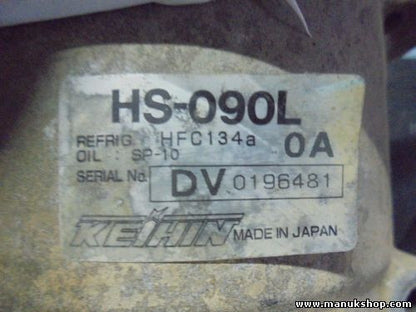 HS-090L
REFRIG. : HFC134a 0A
OIL : SP-10
SERIAL No. DV 0196481
KEIHIN MADE IN JAPAN
www.manukshop.com